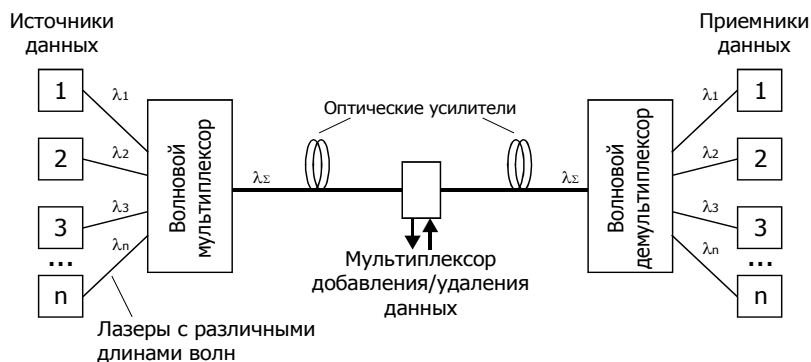 Источники
данных
Приемники
данных
1
2
3
...
n
λ1
λ2
λ3
λn
Волновой
мультиплексор
λΣ
Оптические усилители
Мультиплексор
добавления/удаления
данных
λΣ
Волновой
демультиплексор
λ1
λ2
λ3
λn
1
2
3
...
n
Лазеры с различными
длинами волн